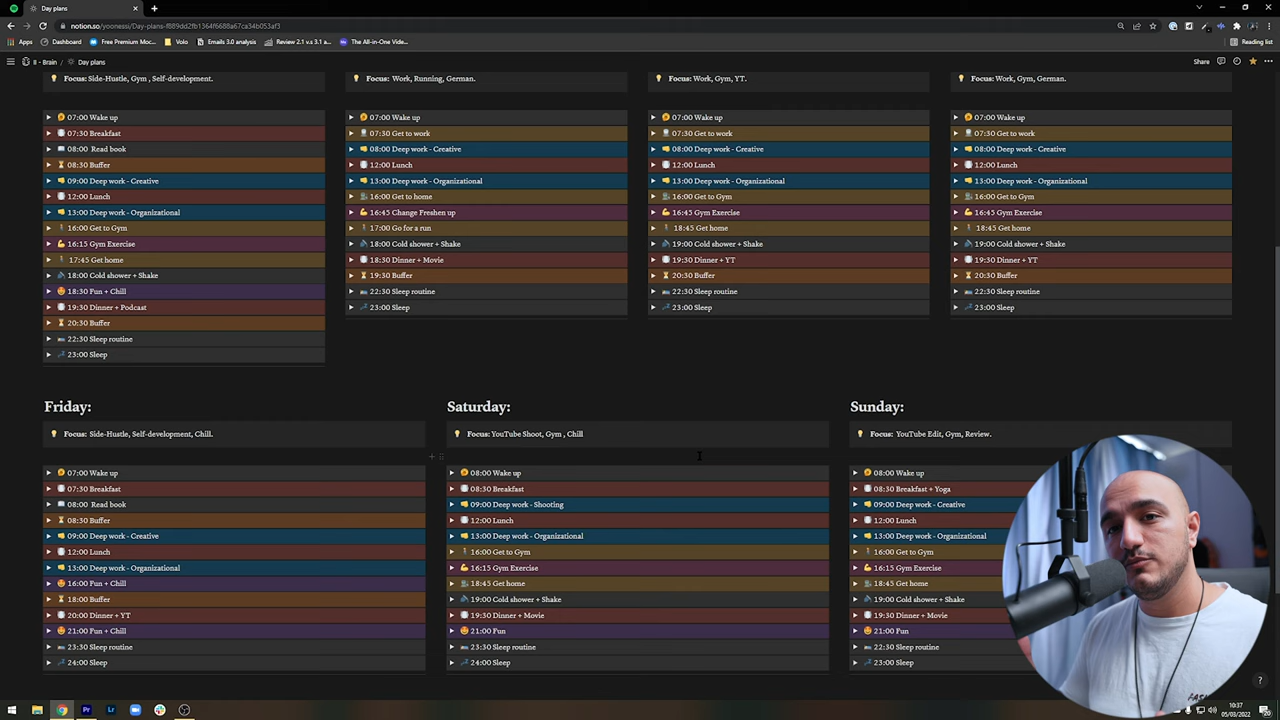 Day plans
notion.so/yoonessi/Day-plans-f889dd2fb1364f6688a67ca34b053af3
Apps
Dashboard
Free Premium Moc...
Volo
Emails 3.0 analysis
Review 2.1 v.s 3.1 a...
The All-in-One Vide...
Reading list
II - Brain / Day plans
Share
Focus: Side-Hustle, Gym , Self-development.
07:00 Wake up
07:30 Breakfast
08:00 Read book
08:30 Buffer
09:00 Deep work - Creative
12:00 Lunch
13:00 Deep work - Organizational
16:00 Get to Gym
16:15 Gym Exercise
17:45 Get home
18:00 Cold shower + Shake
18:30 Fun + Chill
19:30 Dinner + Podcast
20:30 Buffer
22:30 Sleep routine
23:00 Sleep
Focus: Work, Running, German.
07:00 Wake up
07:30 Get to work
08:00 Deep work - Creative
12:00 Lunch
13:00 Deep work - Organizational
16:00 Get to home
16:45 Change Freshen up
17:00 Go for a run
18:00 Cold shower + Shake
18:30 Dinner + Movie
19:30 Buffer
22:30 Sleep routine
23:00 Sleep
Focus: Work, Gym, YT.
07:00 Wake up
07:30 Get to work
08:00 Deep work - Creative
12:00 Lunch
13:00 Deep work - Organizational
16:00 Get to Gym
16:45 Gym Exercise
18:45 Get home
19:00 Cold shower + Shake
19:30 Dinner + YT
20:30 Buffer
22:30 Sleep routine
23:00 Sleep
Focus: Work, Gym, German.
07:00 Wake up
07:30 Get to work
08:00 Deep work - Creative
12:00 Lunch
13:00 Deep work - Organizational
16:00 Get to Gym
16:45 Gym Exercise
18:45 Get home
19:00 Cold shower + Shake
19:30 Dinner + YT
20:30 Buffer
22:30 Sleep routine
23:00 Sleep
Friday:
Focus: Side-Hustle, Self-development, Chill.
07:00 Wake up
07:30 Breakfast
08:00 Read book
08:30 Buffer
09:00 Deep work - Creative
12:00 Lunch
13:00 Deep work - Organizational
16:00 Fun + Chill
18:00 Buffer
20:00 Dinner + YT
21:00 Fun + Chill
23:30 Sleep routine
24:00 Sleep
Saturday:
Focus: YouTube Shoot, Gym , Chill
08:00 Wake up
08:30 Breakfast
09:00 Deep work - Shooting
12:00 Lunch
13:00 Deep work - Organizational
16:00 Get to Gym
16:15 Gym Exercise
18:45 Get home
19:00 Cold shower + Shake
19:30 Dinner + Movie
21:00 Fun
23:30 Sleep routine
24:00 Sleep
Sunday:
Focus: YouTube Edit, Gym, Review.
08:00 Wake up
08:30 Breakfast + Yoga
09:00 Deep work - Creative
12:00 Lunch
13:00 Deep work - Organizational
16:00 Get to Gym
16:15 Gym Exercise
18:45 Get home
19:00 Cold shower + Shake
19:30 Dinner + Movie
21:00 Fun
22:30 Sleep routine
23:00 Sleep
?
10:37
05/03/2022